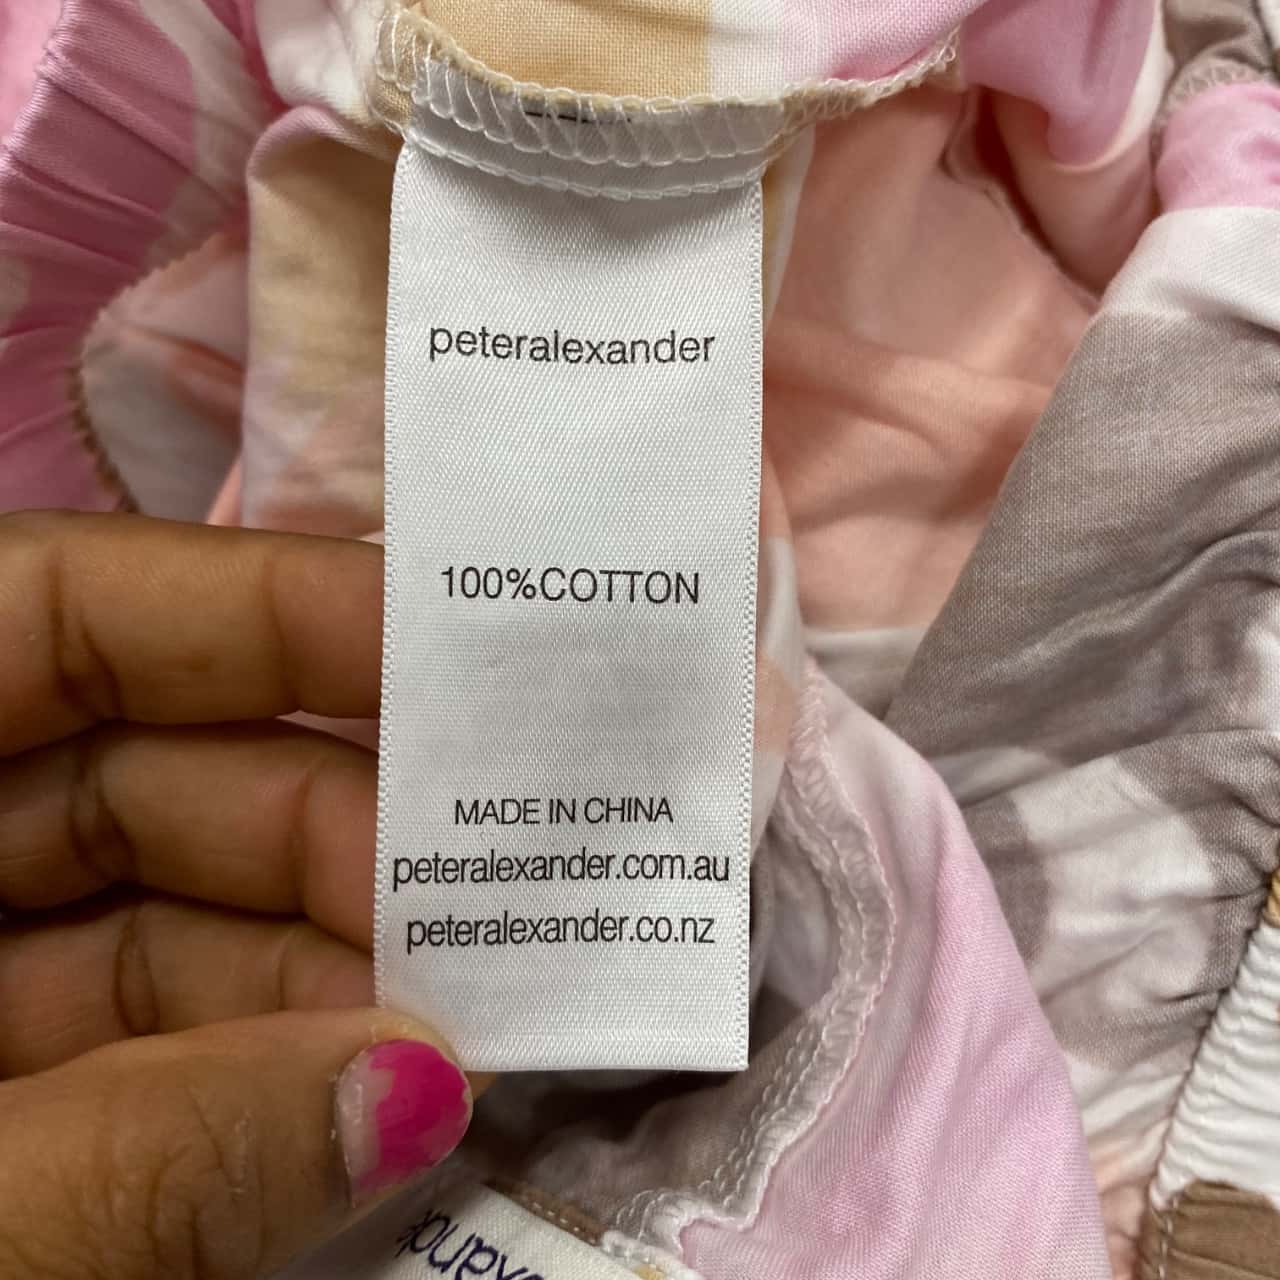 peteralexander
100%COTTON
MADE IN CHINA
peteralexander.com.au
peteralexander.co.nz